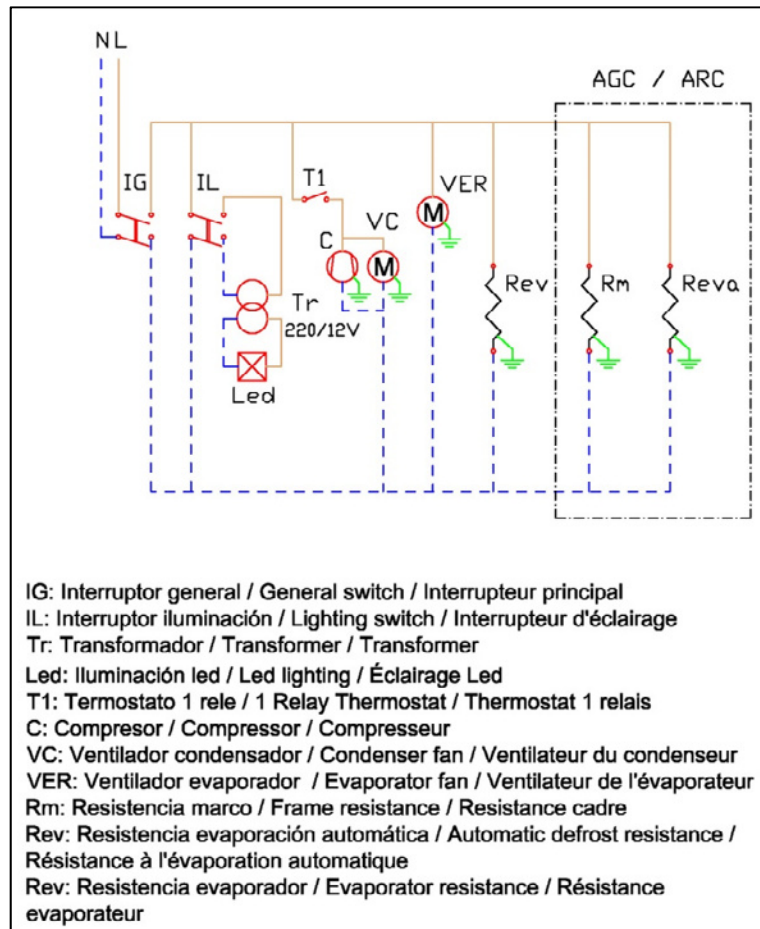 NL
AGC / ARC
IG
IL
T1
VER
VC
C
Tr
220/12V
Led
M
M
Rev
Rm
Reva
IG: Interruptor general / General switch / Interrupteur principal
IL: Interruptor iluminación / Lighting switch / Interrupteur d'éclairage
Tr: Transformador / Transformer / Transformer
Led: Iluminación led / Led lighting / Éclairage Led
T1: Termostato 1 rele / 1 Relay Thermostat / Thermostat 1 relais
C: Compresor / Compressor / Compresseur
VC: Ventilador condensador / Condenser fan / Ventilateur du condenseur
VER: Ventilador evaporador / Evaporator fan / Ventilateur de l'évaporateur
Rm: Resistencia marco / Frame resistance / Resistance cadre
Rev: Resistencia evaporación automática / Automatic defrost resistance /
Résistance à l'évaporation automatique
Rev: Resistencia evaporador / Evaporator resistance / Résistance
evaporateur